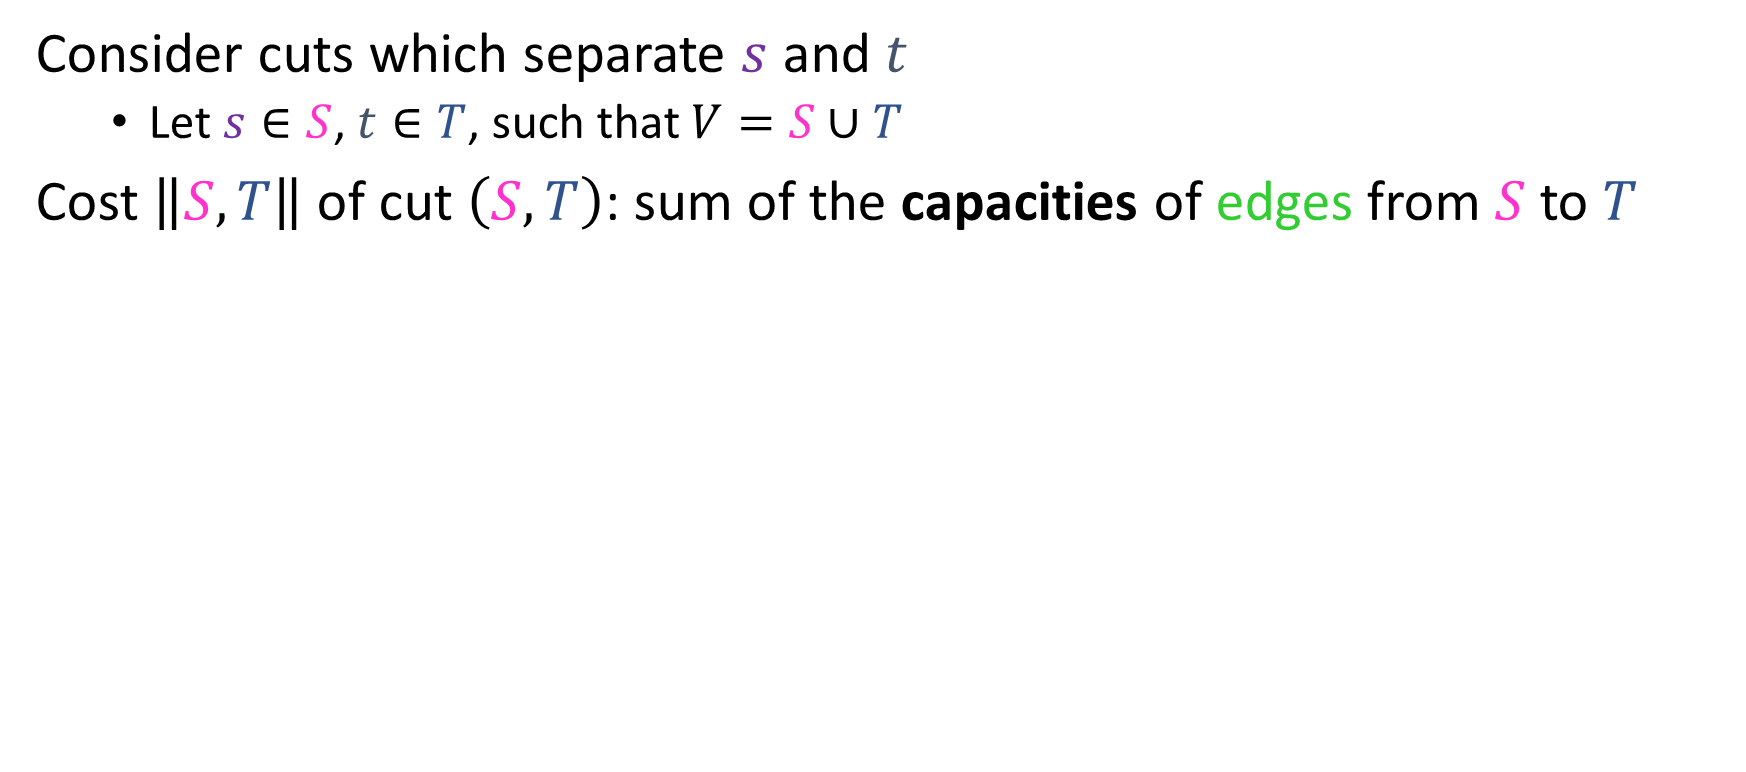 Consider cuts which separate s and t
• Let s ∈ S, t ∈ T, such that V = S ∪ T
Cost ‖S, T‖ of cut (S, T): sum of the capacities of edges from S to T